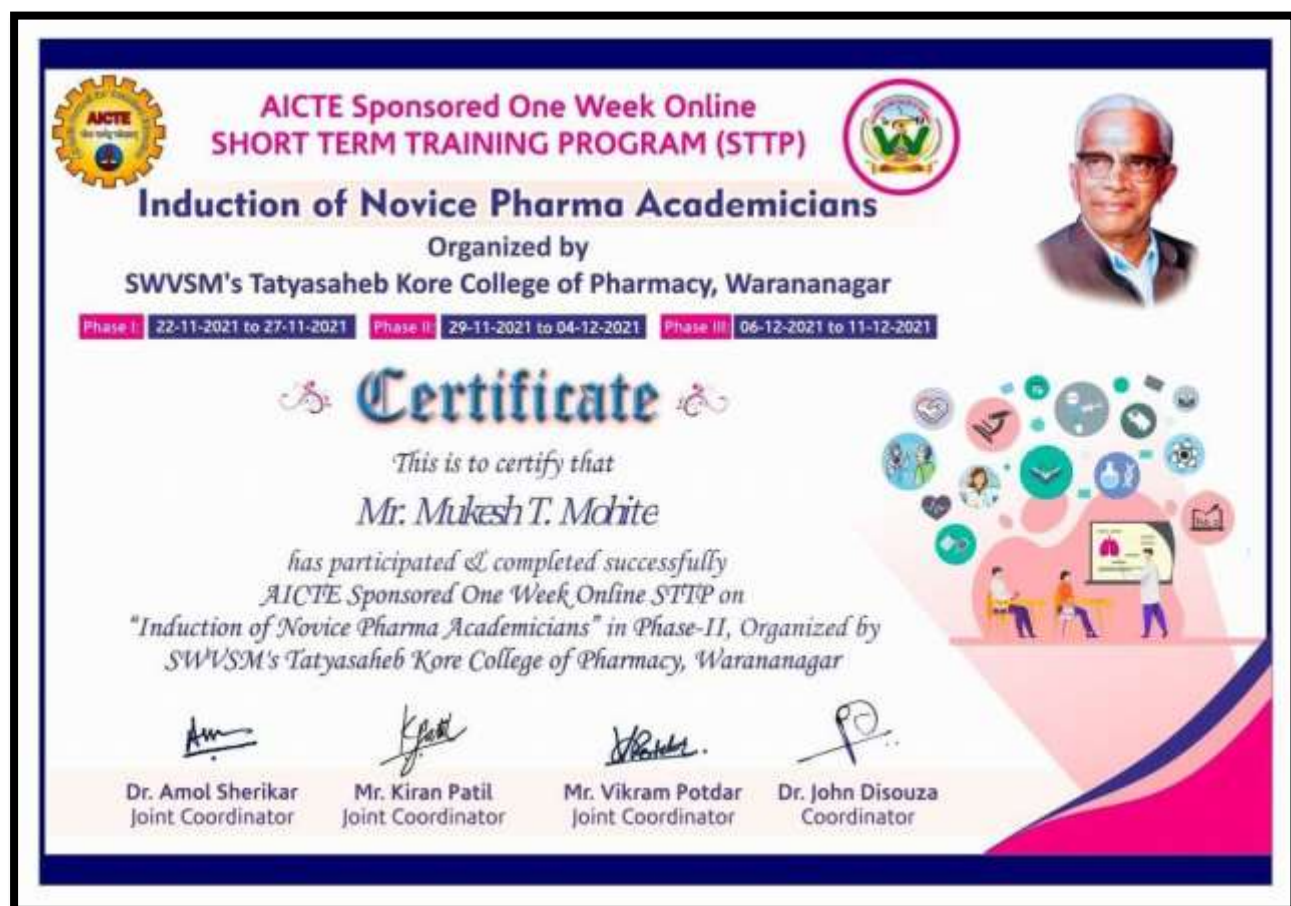 AICTE
AICTE Sponsored One Week Online
SHORT TERM TRAINING PROGRAM (STTP)
Induction of Novice Pharma Academicians
Organized by
SWVSM's Tatyasaheb Kore College of Pharmacy, Warananagar
Phase I: 22-11-2021 to 27-11-2021 Phase II: 29-11-2021 to 04-12-2021 Phase III: 06-12-2021 to 11-12-2021
Certificate
This is to certify that
Mr. Mukesh T. Mohite
has participated & completed successfully
AICTE Sponsored One Week Online STTP on
"Induction of Novice Pharma Academicians" in Phase-II, Organized by
SWVSM's Tatyasaheb Kore College of Pharmacy, Warananagar
Dr. Amol Sherikar Mr. Kiran Patil Mr. Vikram Potdar Dr. John Disouza
Joint Coordinator Joint Coordinator Joint Coordinator Coordinator